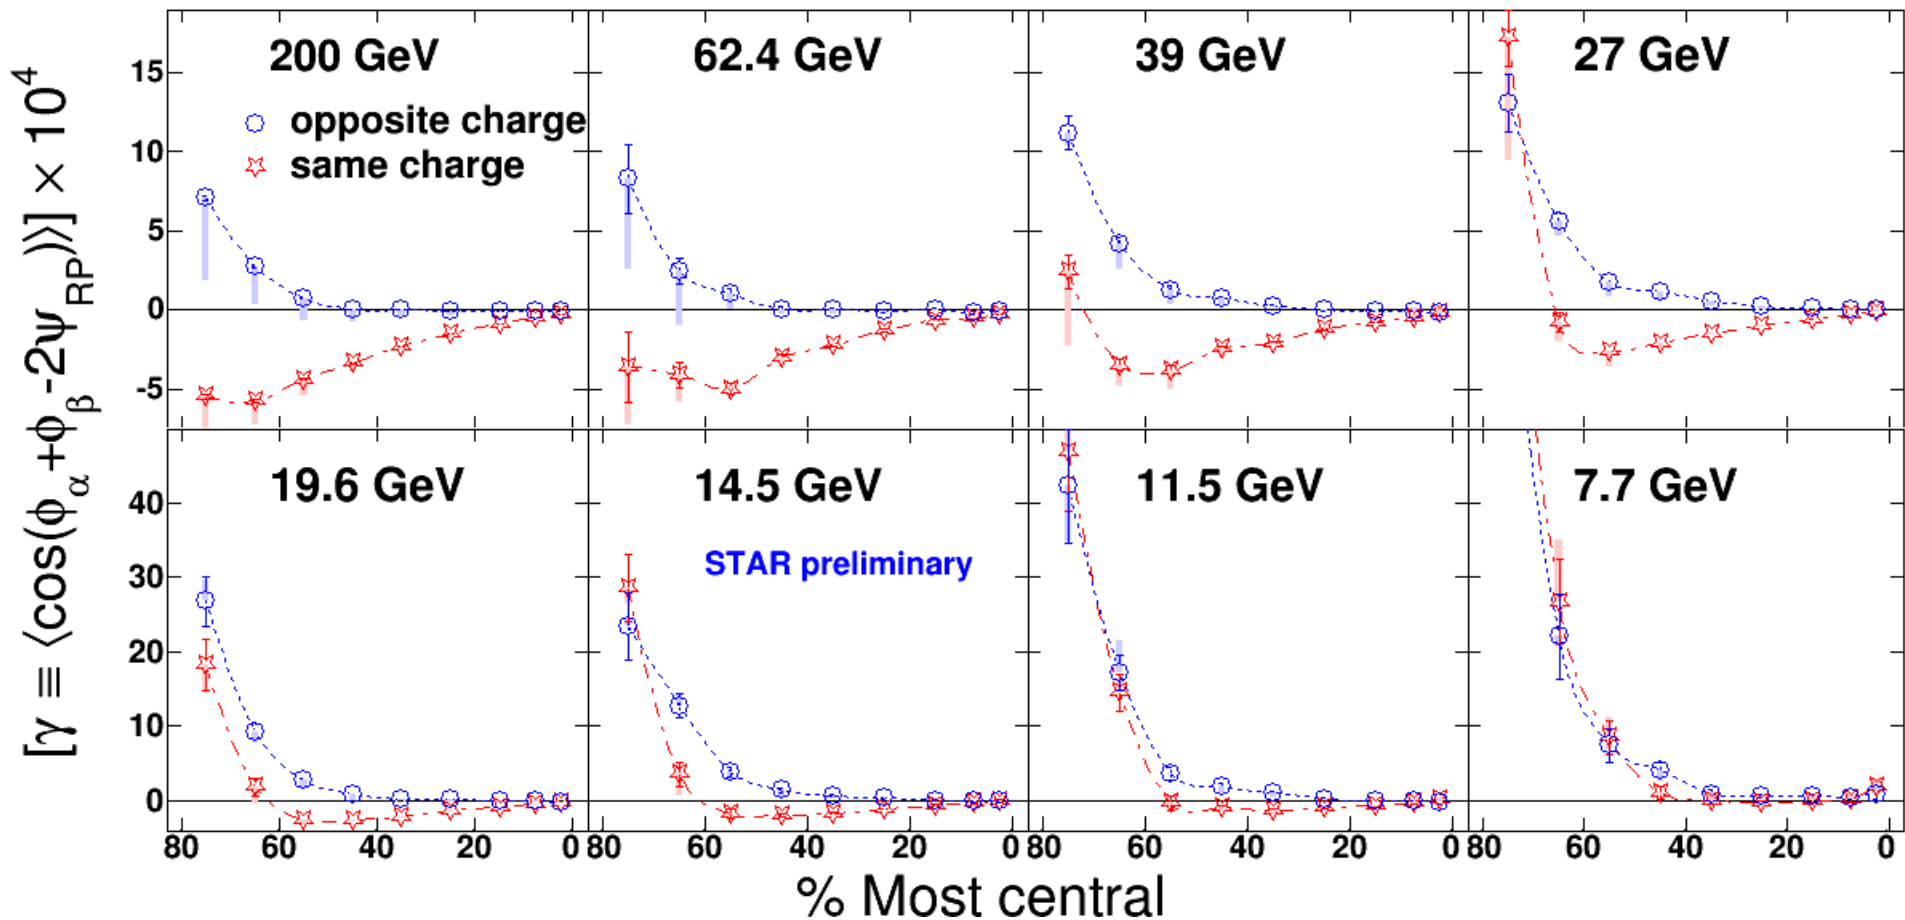 [γ ≡ ⟨cos(ϕα+ϕβ-2ψRP)⟩] × 10⁴
200 GeV
62.4 GeV
39 GeV
27 GeV
opposite charge
same charge
15
10
5
0
-5
19.6 GeV
14.5 GeV
11.5 GeV
7.7 GeV
STAR preliminary
40
30
20
10
0
80 60 40 20 0 80 60 40 20 0 80 60 40 20 0 80 60 40 20 0
% Most central